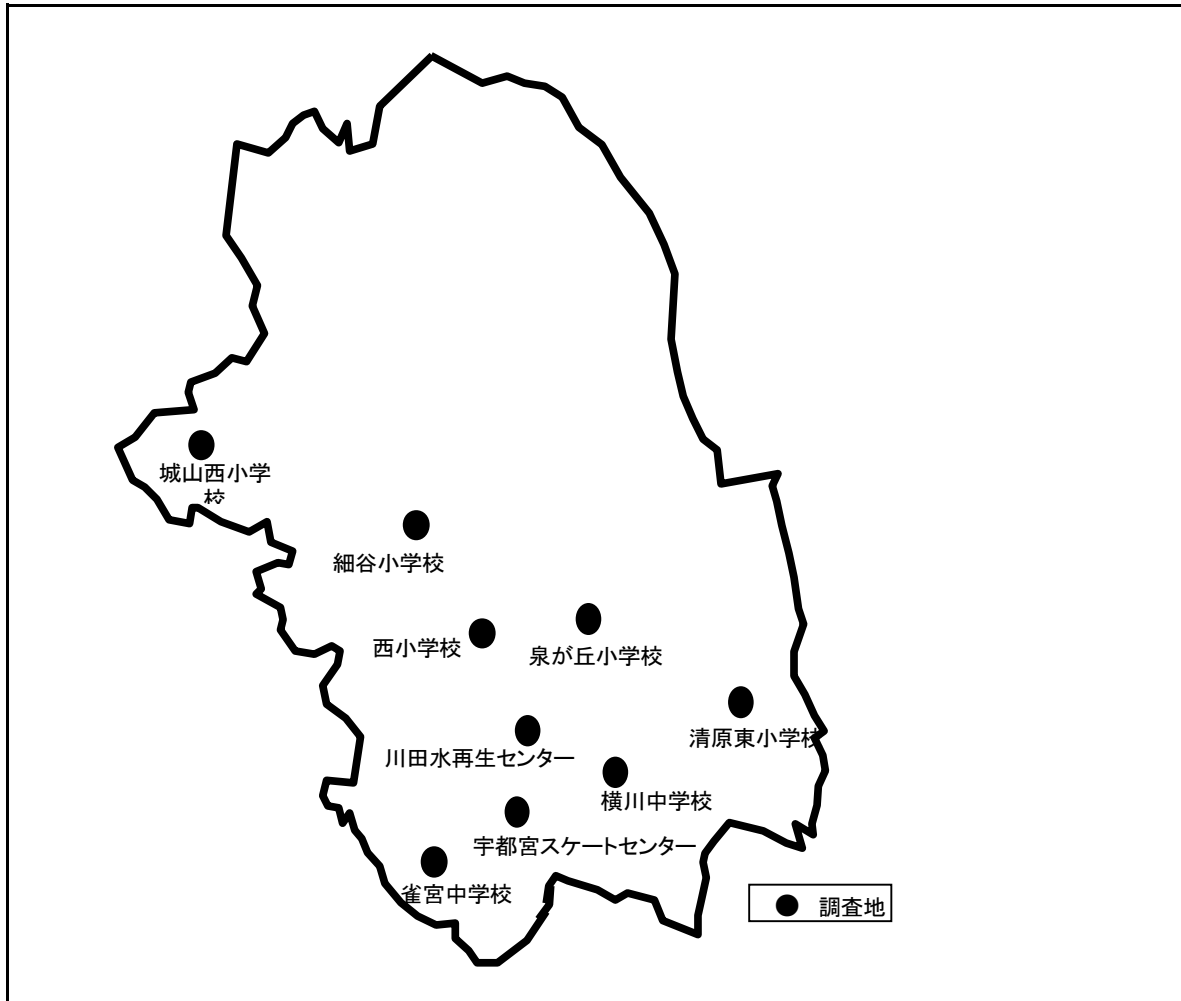 城山西小学
校
細谷小学校
西小学校
泉が丘小学校
清原東小学校
川田水再生センター
横川中学校
宇都宮スケートセンター
雀宮中学校
調査地